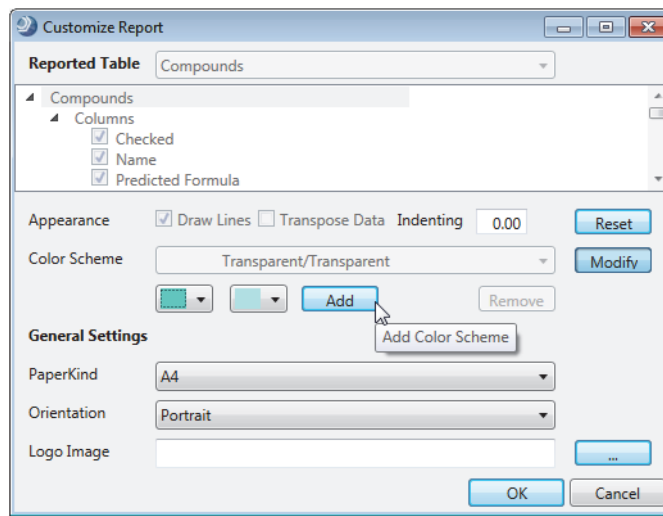 Customize Report
Reported Table Compounds
Compounds
Columns
Checked
Name
Predicted Formula
Appearance Draw Lines Transpose Data Indenting 0.00 Reset
Color Scheme Transparent/Transparent Modify
Add Remove
Add Color Scheme
General Settings
PaperKind A4
Orientation Portrait
Logo Image ...
OK Cancel